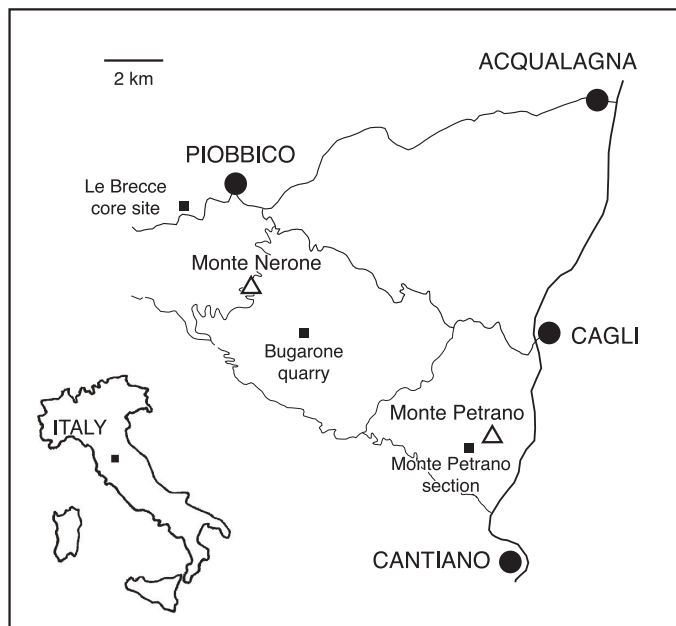 ACQUALAGNA
2 km
PIOBBICO
Le Brecce
core site
Monte Nerone
Bugarone
quarry
CAGLI
Monte Petrano
ITALY
Monte Petrano
section
CANTIANO